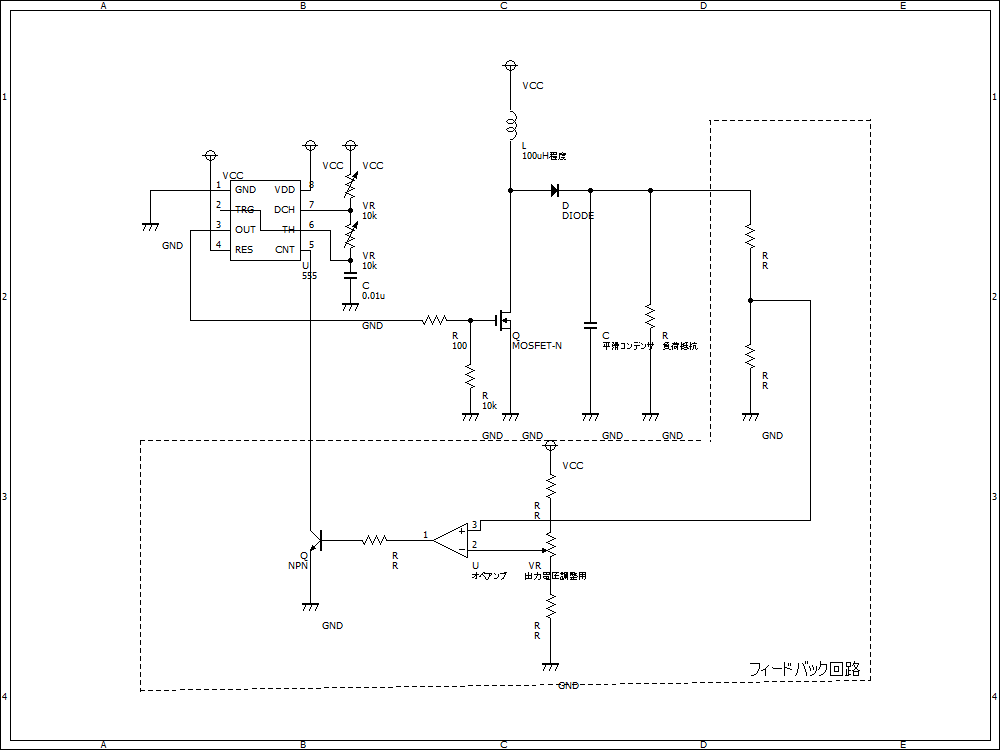 A B C D E
1
1
VCC
L
100uH程度
VCC
VCC VCC
1 GND VDD 8
2 TRG DCH 7
3 OUT TH 6
4 RES CNT 5
U
555
GND
VR
10k
VR
10k
C
0.01u
GND
D
DIODE
R
R
2
2
R
100
Q
MOSFET-N
C
平滑コンデンサ
R
負荷抵抗
R
R
R
10k
GND GND GND GND GND
VCC
R
R
3
3
1
3
+
2
−
U
オペアンプ
R
R
VR
出力電圧調整用
Q
NPN
GND
R
R
GND
フィードバック回路
4
4
A B C D E